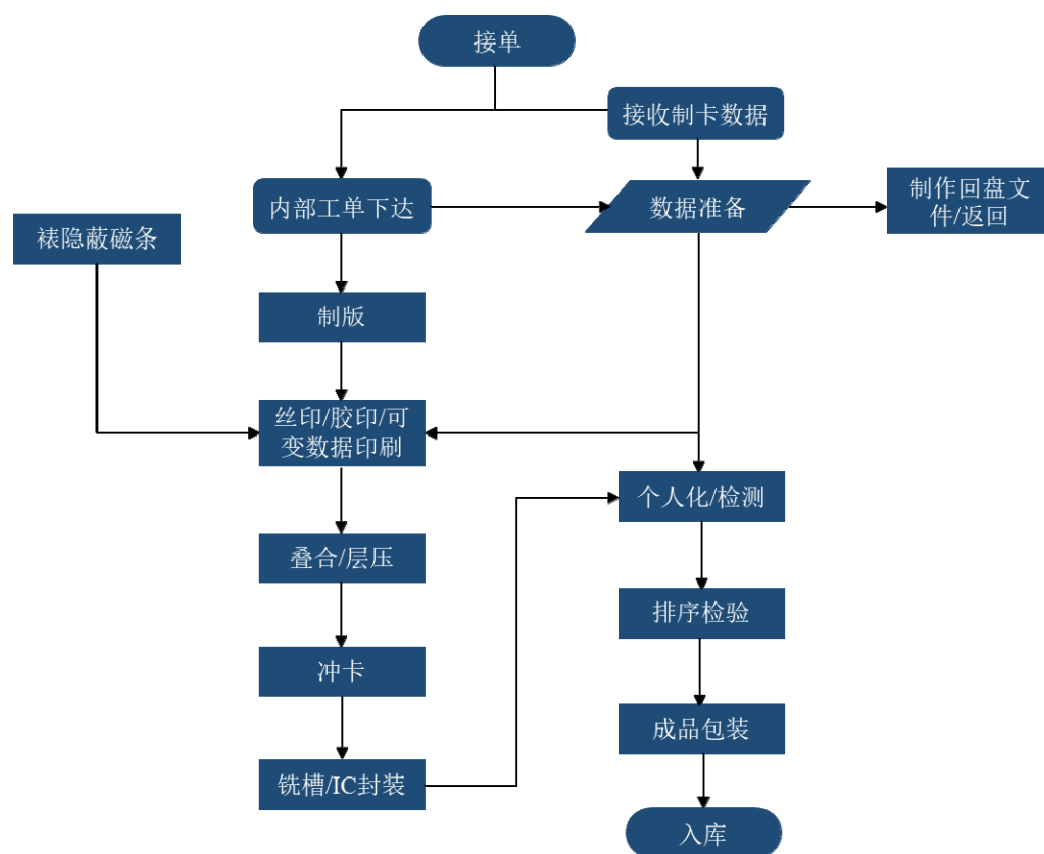 接单
接收制卡数据
内部工单下达
数据准备
制作回盘文
件/返回
裱隐蔽磁条
制版
丝印/胶印/可
变数据印刷
个人化/检测
叠合/层压
排序检验
冲卡
成品包装
铣槽/IC封装
入库